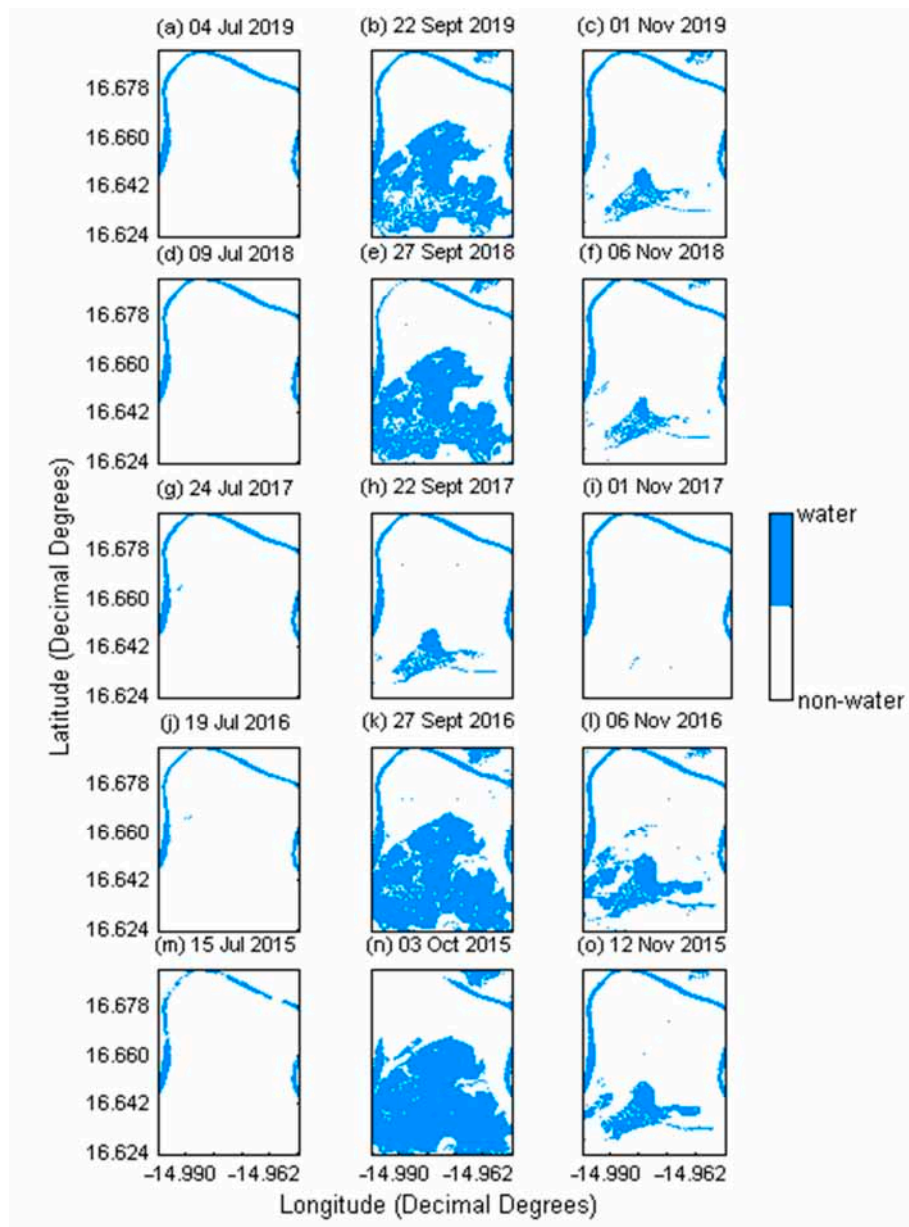 (a) 04 Jul 2019 (b) 22 Sept 2019 (c) 01 Nov 2019
16.678
16.660
16.642
16.624
(d) 09 Jul 2018 (e) 27 Sept 2018 (f) 06 Nov 2018
16.678
16.660
16.642
16.624
(g) 24 Jul 2017 (h) 22 Sept 2017 (i) 01 Nov 2017
water
16.678
16.660
16.642
16.624
non-water
(j) 19 Jul 2016 (k) 27 Sept 2016 (l) 06 Nov 2016
16.678
16.660
16.642
16.624
(m) 15 Jul 2015 (n) 03 Oct 2015 (o) 12 Nov 2015
16.678
16.660
16.642
16.624
−14.990 −14.962 −14.990 −14.962 −14.990 −14.962
Longitude (Decimal Degrees)
Latitude (Decimal Degrees)